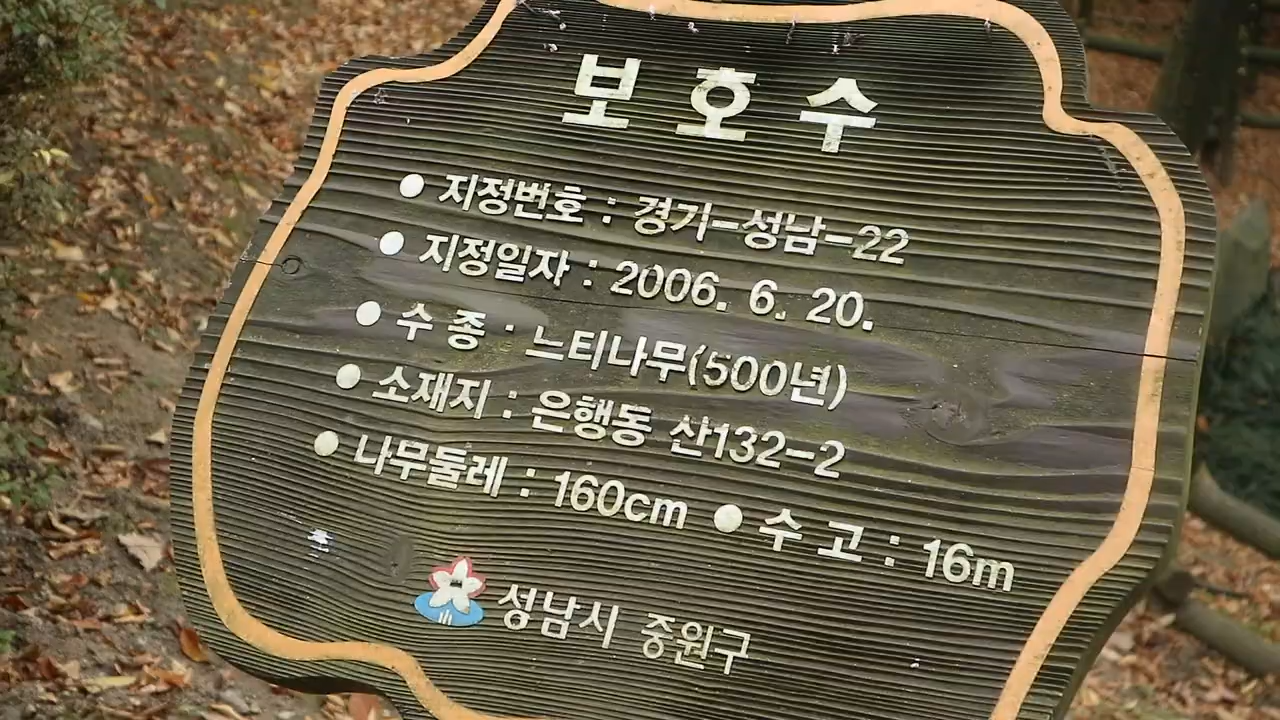 보호수
● 지정번호 : 경기-성남-22
● 지정일자 : 2006. 6. 20.
● 수 종 : 느티나무(500년)
● 소재지 : 은행동 산132-2
● 나무둘레 : 160cm ● 수 고 : 16m
성남시 중원구